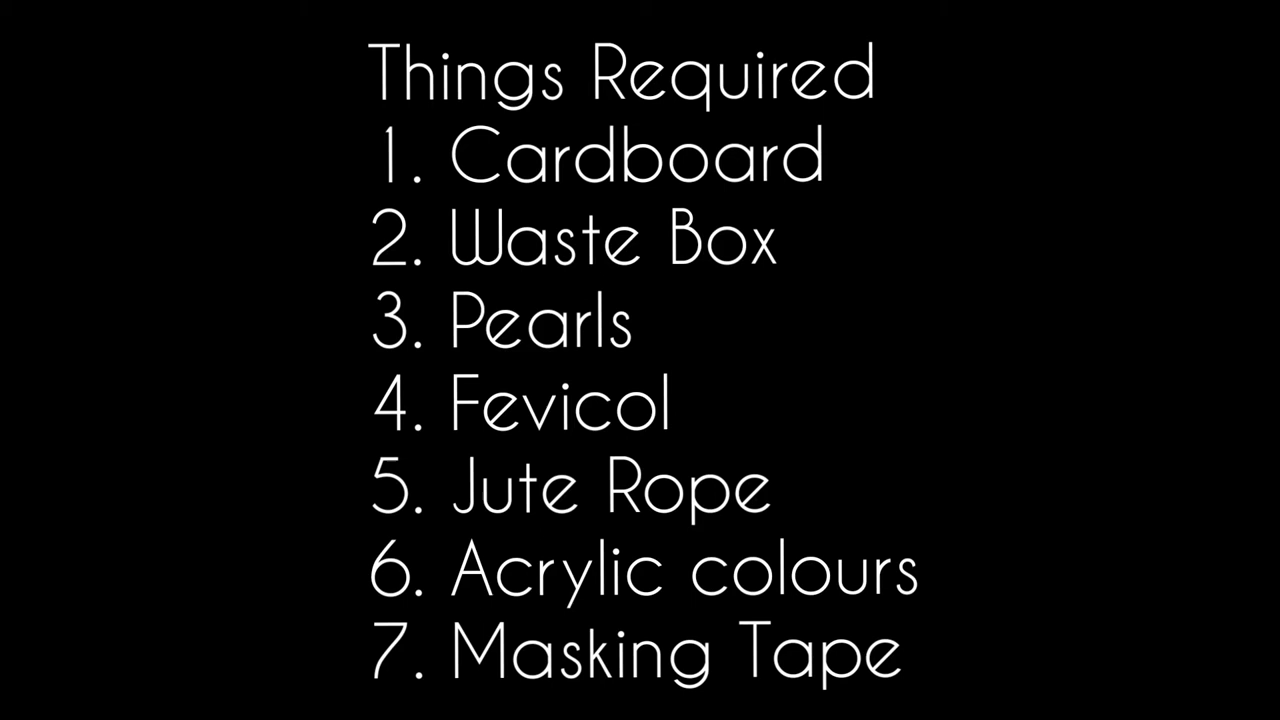 Things Required
1. Cardboard
2. Waste Box
3. Pearls
4. Fevicol
5. Jute Rope
6. Acrylic colours
7. Masking Tape